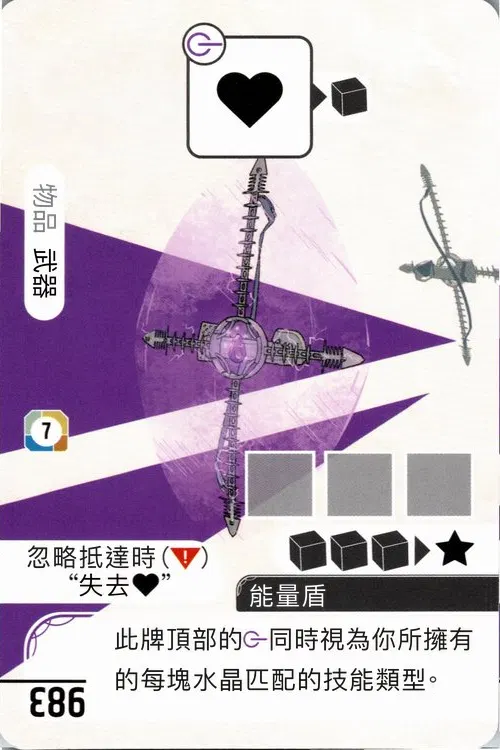 物品 武器
7
忽略抵達時(!)
“失去♥”
能量盾
此牌頂部的同時視為你所擁有
的每塊水晶匹配的技能類型。
983